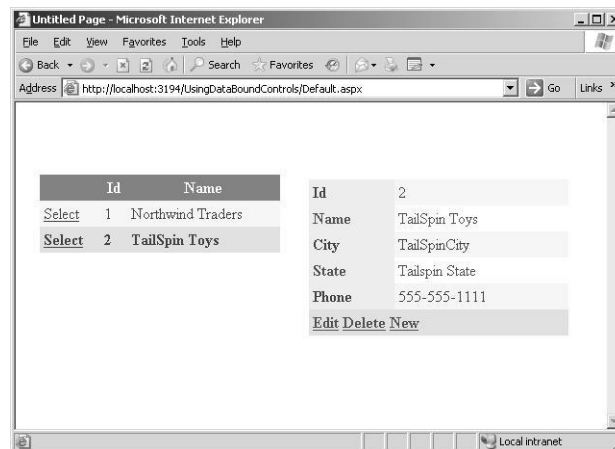 Untitled Page - Microsoft Internet Explorer
File Edit View Favorites Tools Help
Back Search Favorites
Address http://localhost:3194/UsingDataBoundControls/Default.aspx Go Links »
Id Name
Select 1 Northwind Traders
Select 2 TailSpin Toys
Id 2
Name TailSpin Toys
City TailSpinCity
State Tailspin State
Phone 555-555-1111
Edit Delete New
Local intranet